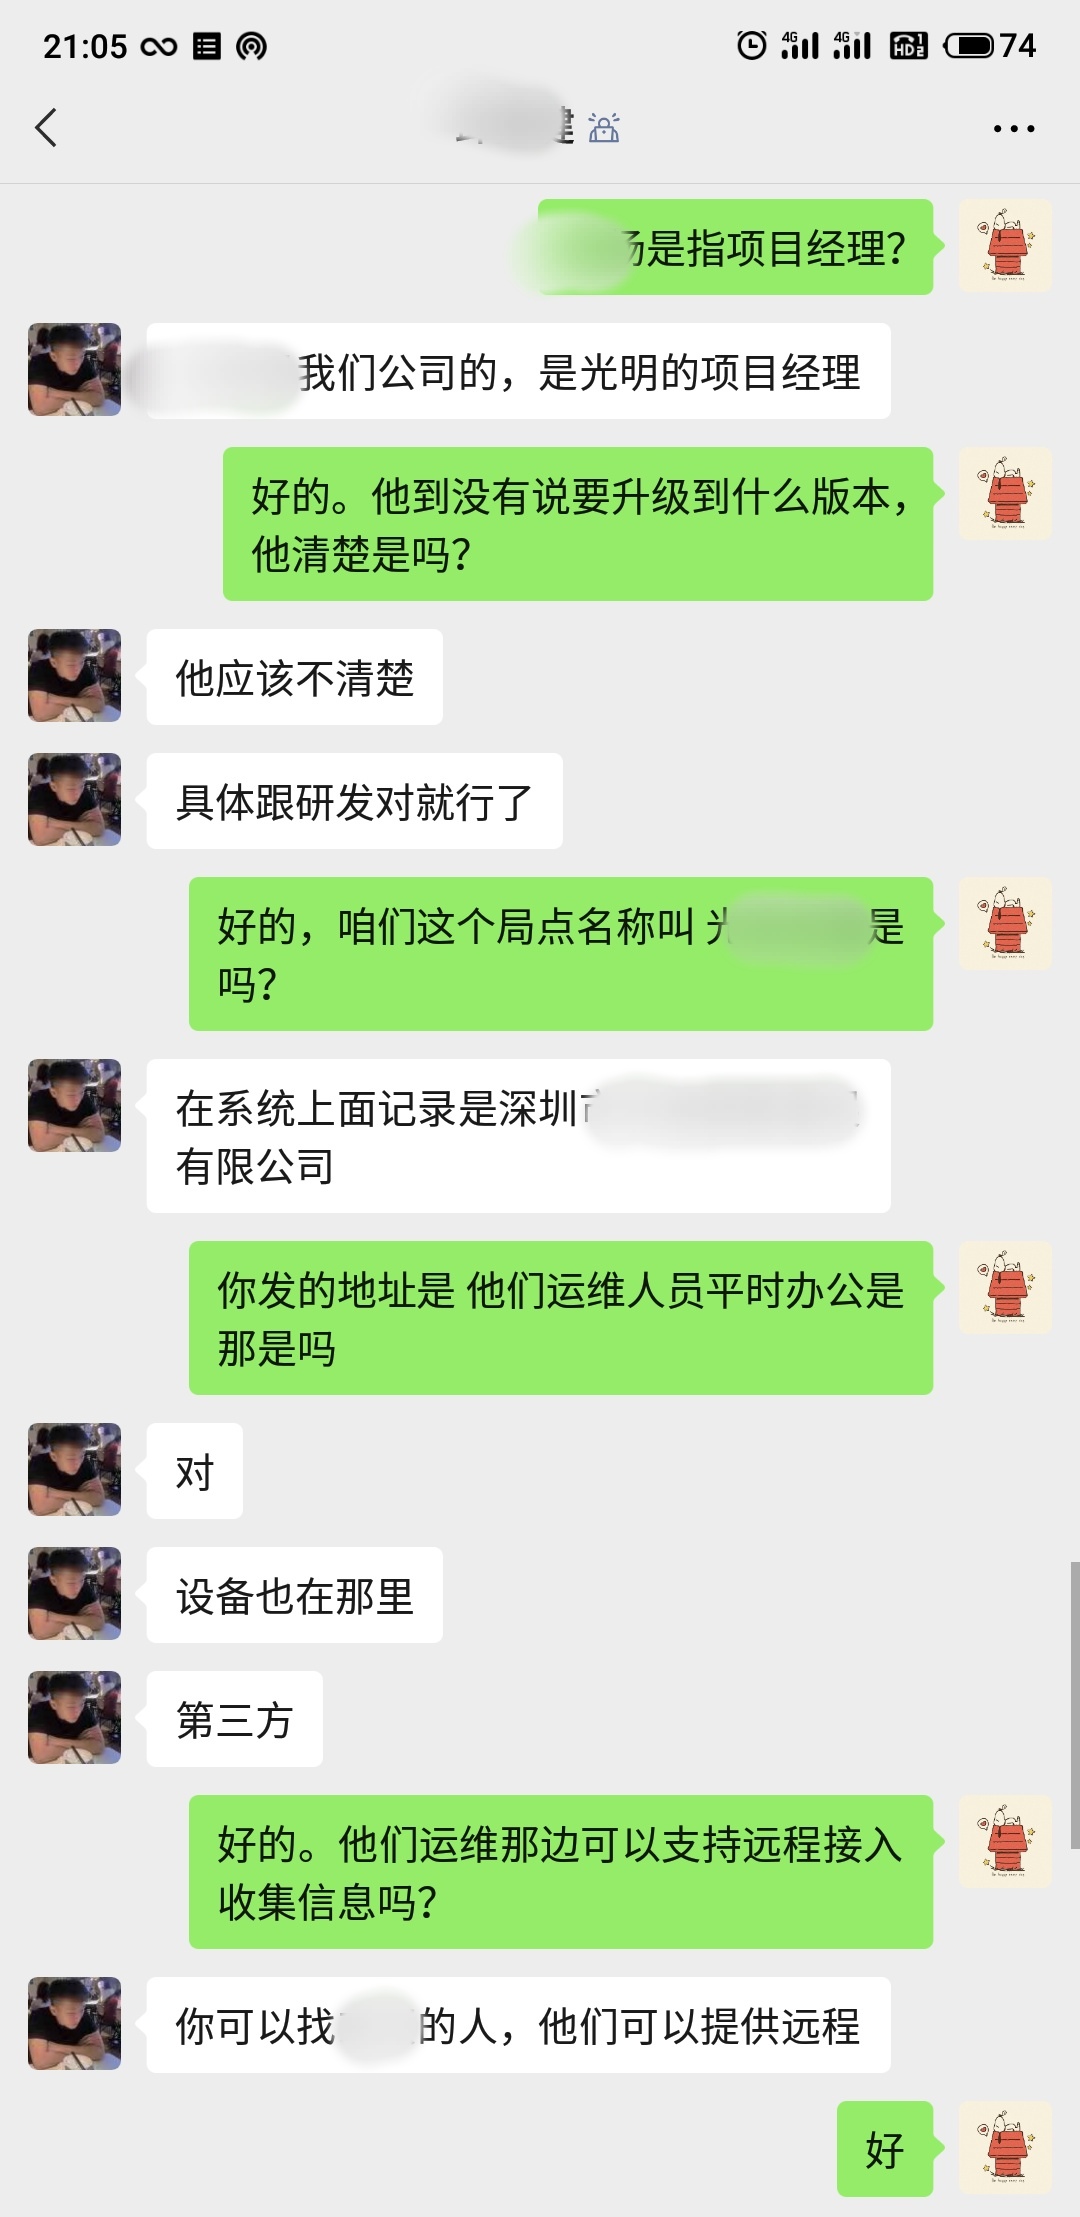 21:05
4G 4G HD 1 2 74
建
是指项目经理?
我们公司的，是光明的项目经理
好的。他到没有说要升级到什么版本，
他清楚是吗?
他应该不清楚
具体跟研发对就行了
好的，咱们这个局点名称叫 光 是
吗?
在系统上面记录是深圳市
有限公司
你发的地址是 他们运维人员平时办公是
那是吗
对
设备也在那里
第三方
好的。他们运维那边可以支持远程接入
收集信息吗?
你可以找 的人，他们可以提供远程
好